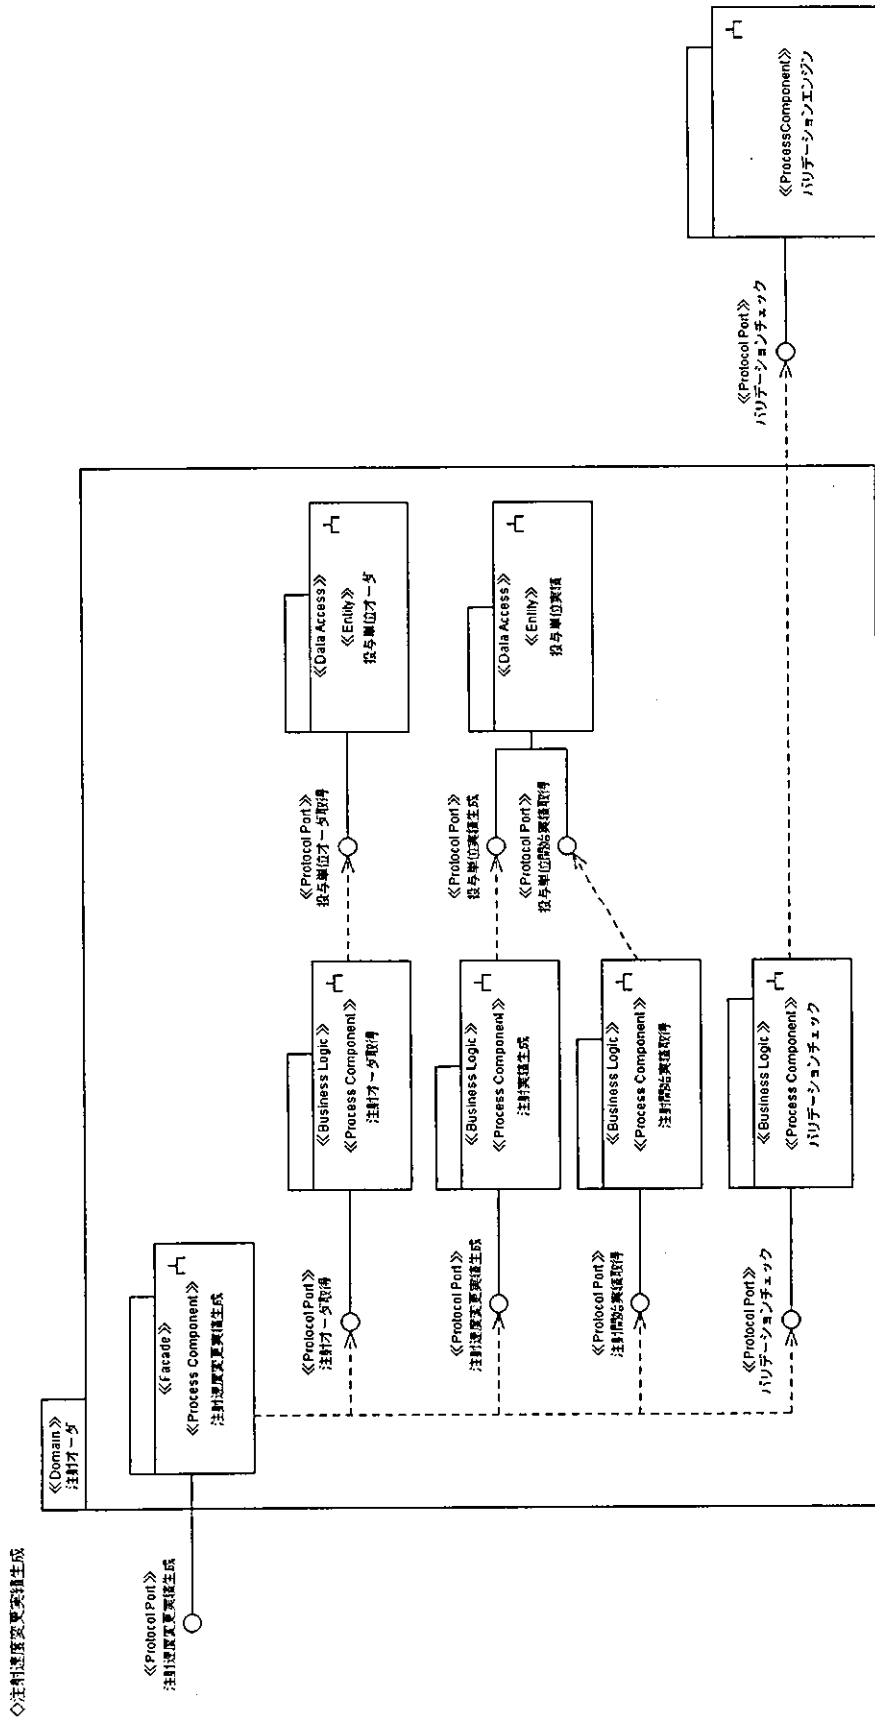 ◇注射速度変更実績生成
≪Domain≫
注射オーダ
≪Protocol Port≫
注射速度変更実績生成
≪Facade≫
≪Process Component≫
注射速度変更実績生成
≪Protocol Port≫
注射オーダ取得
≪Business Logic≫
≪Process Component≫
注射オーダ取得
≪Protocol Port≫
投与単位オーダ取得
≪Data Access≫
≪Entity≫
投与単位オーダ
≪Protocol Port≫
注射速度変更実績生成
≪Business Logic≫
≪Process Component≫
注射実績生成
≪Protocol Port≫
投与単位実績生成
≪Protocol Port≫
投与単位開始実績取得
≪Data Access≫
≪Entity≫
投与単位実績
≪Protocol Port≫
注射開始実績取得
≪Business Logic≫
≪Process Component≫
注射開始実績取得
≪Protocol Port≫
バリデーションチェック
≪Business Logic≫
≪Process Component≫
バリデーションチェック
≪Protocol Port≫
バリデーションチェック
≪ProcessComponent≫
バリデーションエンジン